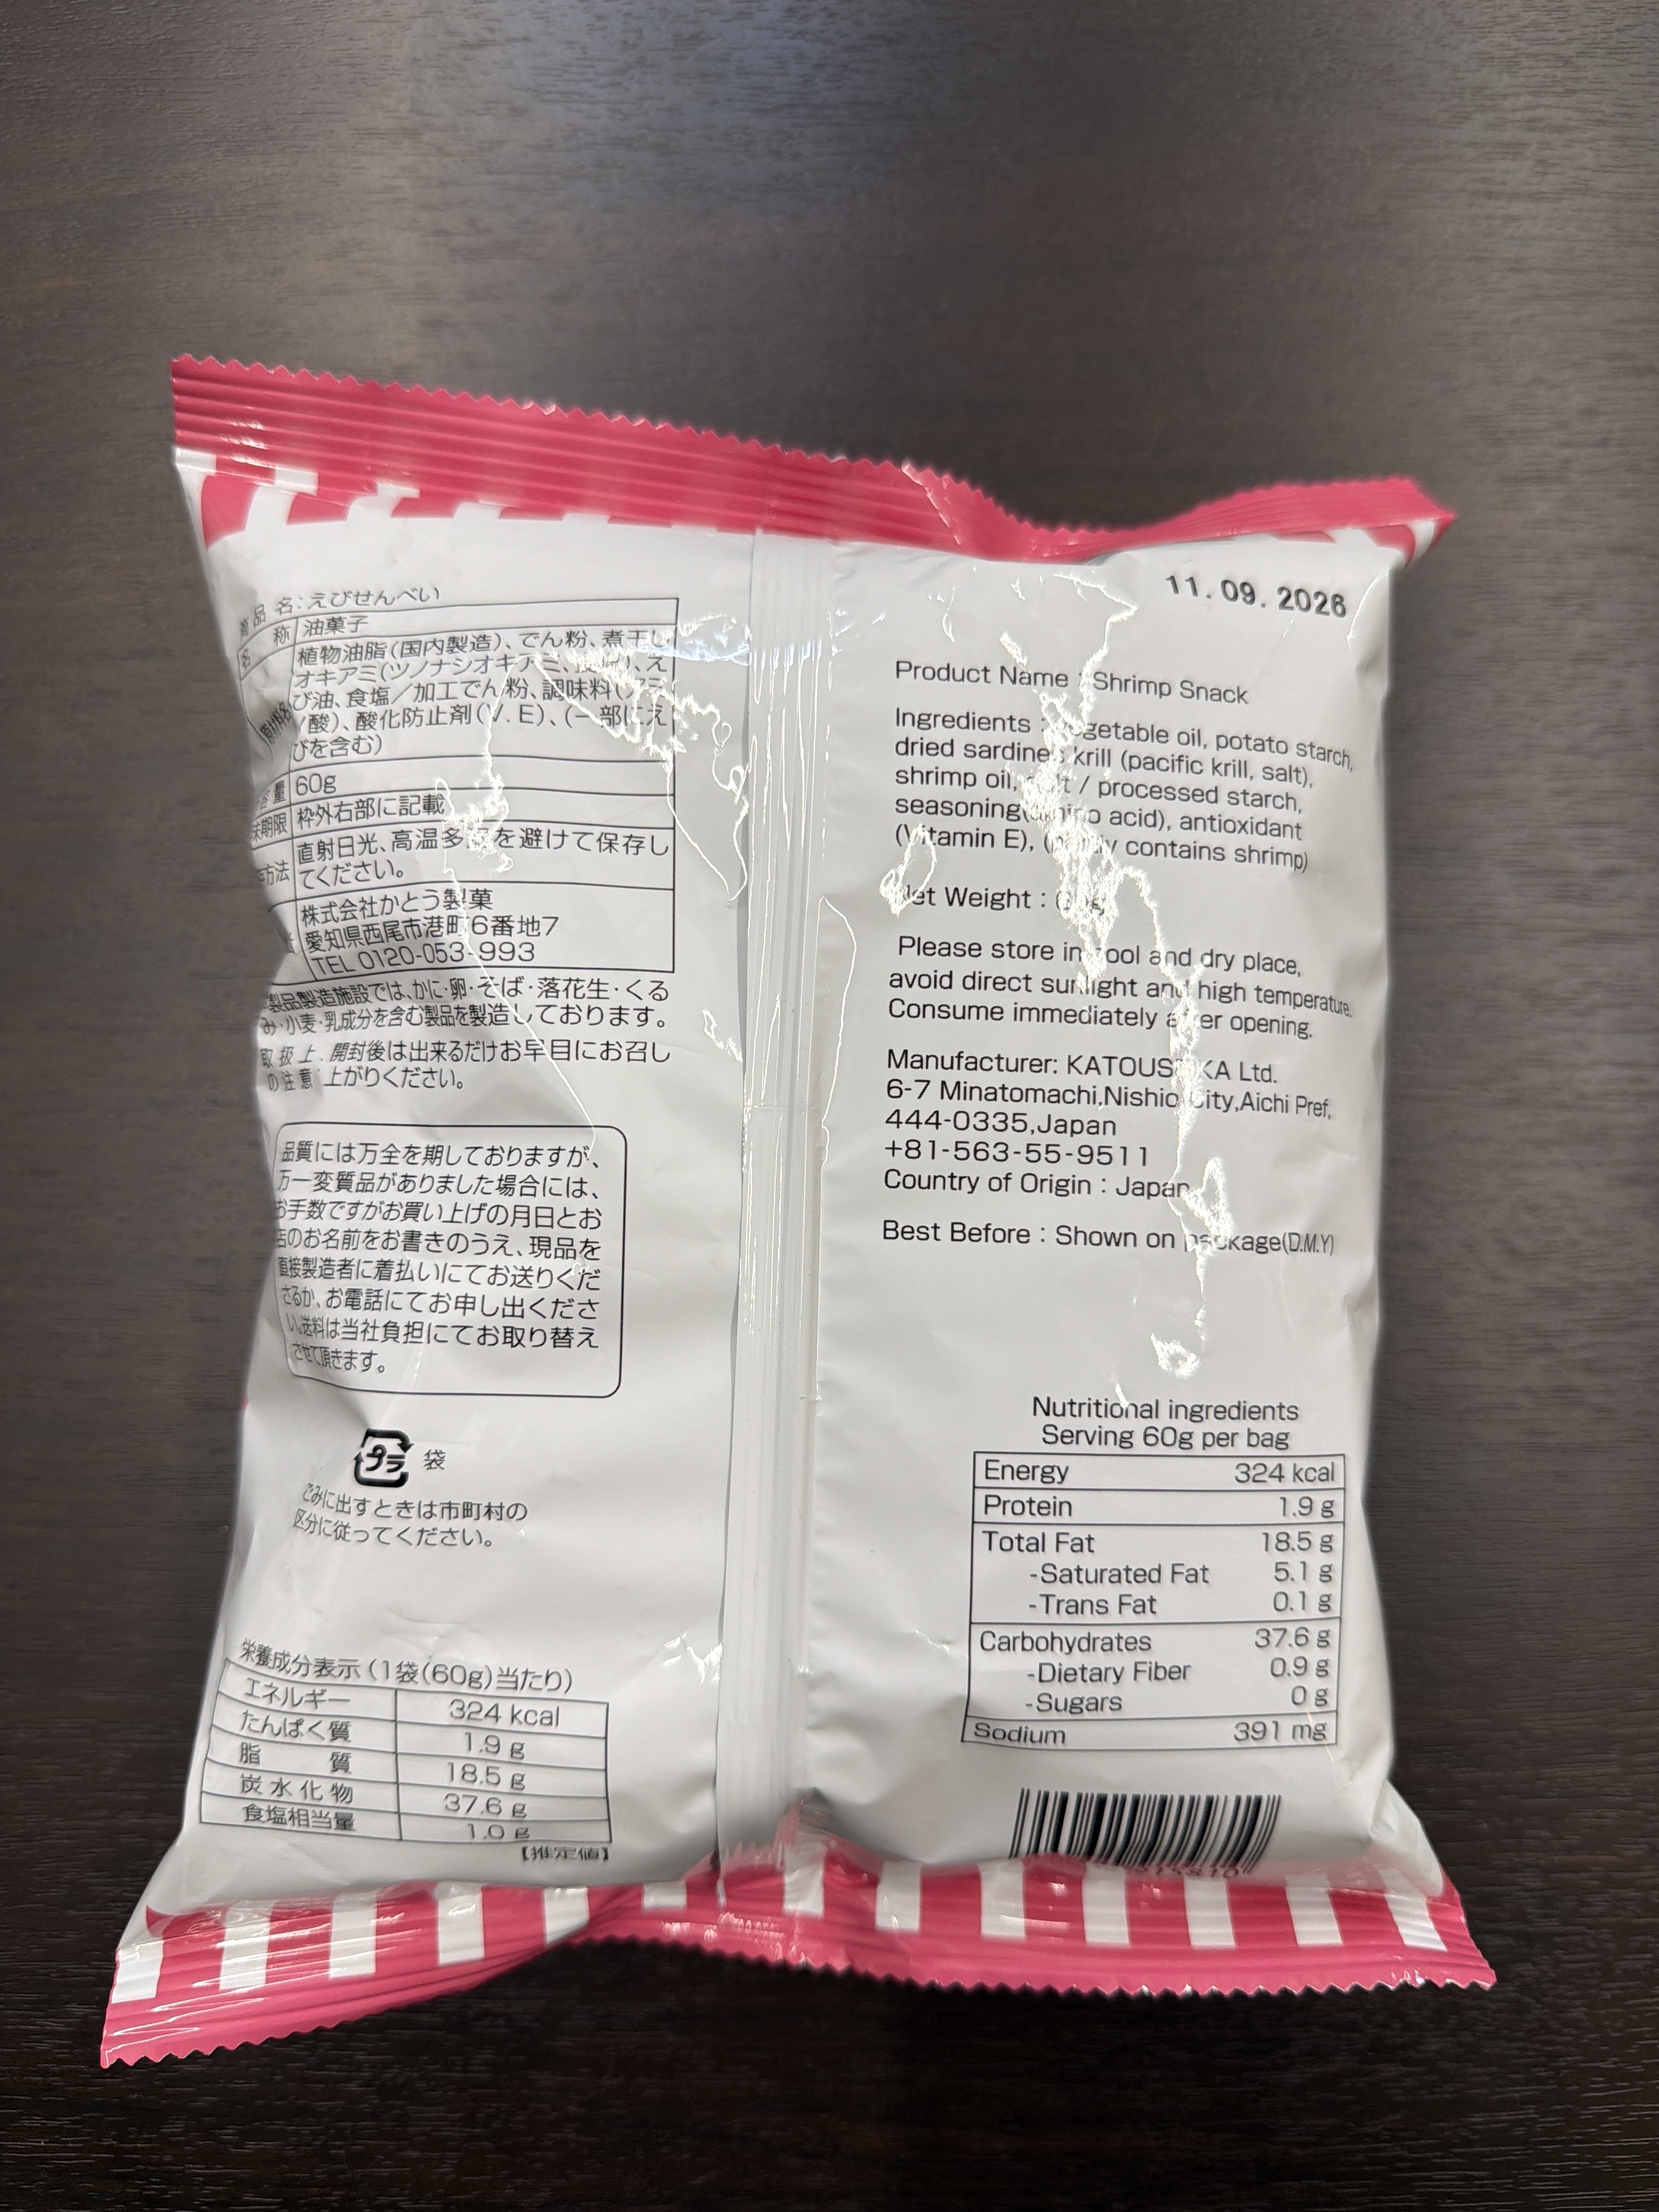 商品名:えびせんべい
名 称 油菓子
原材料名 植物油脂(国内製造)、でん粉、煮干し
オキアミ(ツノナシオキアミ、食塩)、え
び油、食塩/加工でん粉、調味料(アミ
ノ酸)、酸化防止剤(V.E)、(一部にえ
びを含む)
容量 60g
味期限 枠外右部に記載
方法 直射日光、高温多湿を避けて保存し
てください。
株式会社かとう製菓
愛知県西尾市港町6番地7
TEL 0120-053-993
製品製造施設では、かに・卵・そば・落花生・くる
み・小麦・乳成分を含む製品を製造しております。
取扱上 開封後は出来るだけお早目にお召し
の注意 上がりください。
品質には万全を期しておりますが、
万一変質品がありました場合には、
お手数ですがお買い上げの月日とお
店のお名前をお書きのうえ、現品を
直接製造者に着払いにてお送りくだ
さるか、お電話にてお申し出くださ
い。送料は当社負担にてお取り替え
させて頂きます。
プラ 袋
ごみに出すときは市町村の
区分に従ってください。
栄養成分表示(1袋(60g)当たり)
エネルギー 324 kcal
たんぱく質 1.9 g
脂質 18.5 g
炭水化物 37.6 g
食塩相当量 1.0 g
【推定値】
11.09.2026
Product Name : Shrimp Snack
Ingredients : vegetable oil, potato starch,
dried sardines krill (pacific krill, salt),
shrimp oil, salt / processed starch,
seasoning(amino acid), antioxidant
(Vitamin E), ( contains shrimp)
Net Weight : 60g
Please store in cool and dry place,
avoid direct sunlight and high temperature.
Consume immediately after opening.
Manufacturer: KATOUSEIKA Ltd.
6-7 Minatomachi,Nishio City,Aichi Pref,
444-0335,Japan
+81-563-55-9511
Country of Origin : Japan
Best Before : Shown on package(D.M.Y)
Nutritional ingredients
Serving 60g per bag
Energy 324 kcal
Protein 1.9 g
Total Fat 18.5 g
-Saturated Fat 5.1 g
-Trans Fat 0.1 g
Carbohydrates 37.6 g
-Dietary Fiber 0.9 g
-Sugars 0 g
Sodium 391 mg